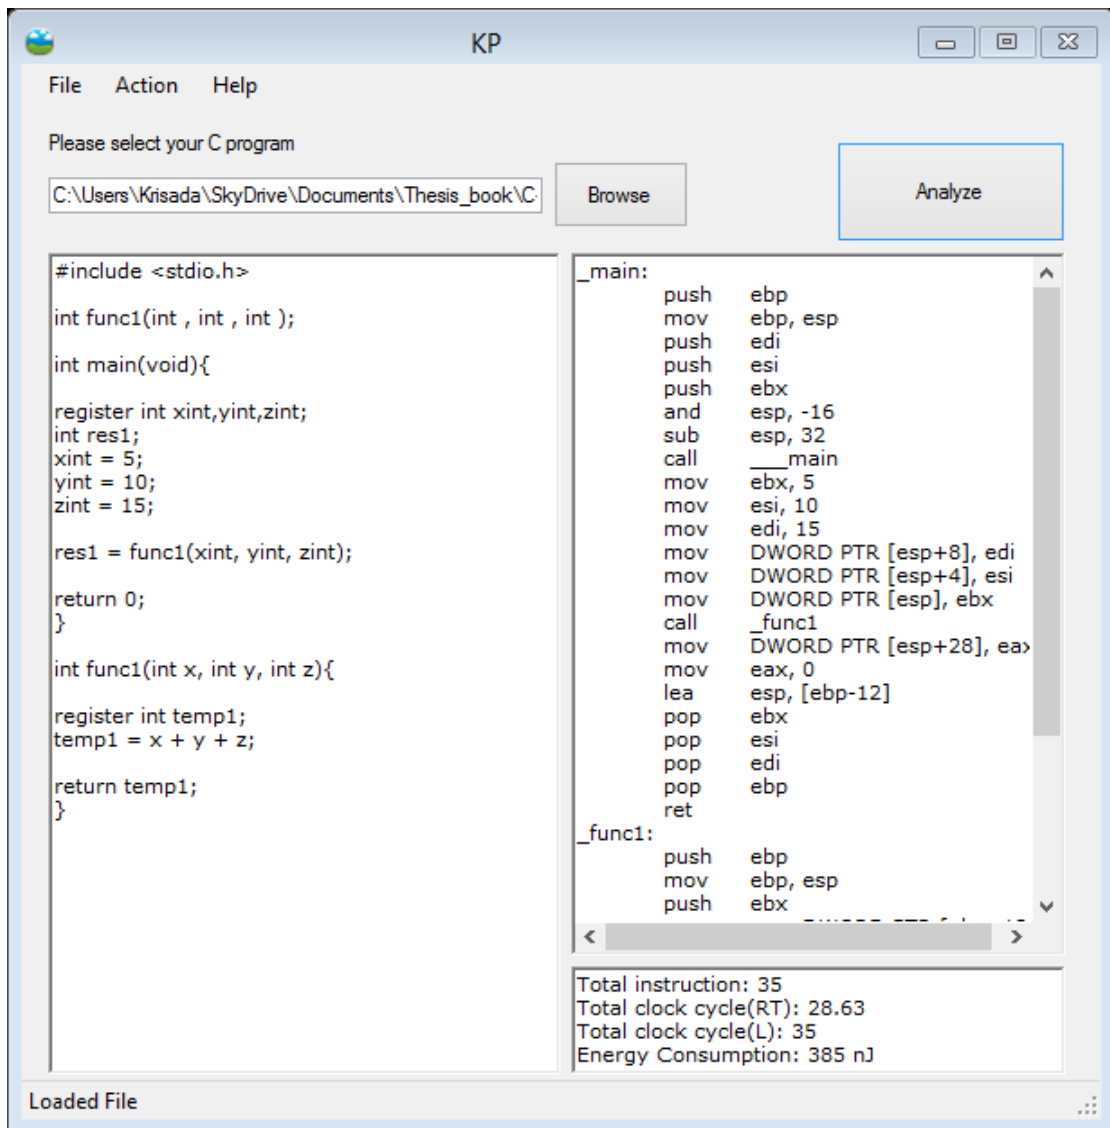 KP
File Action Help
Please select your C program
C:\Users\Krisada\SkyDrive\Documents\Thesis_book\C
Browse
Analyze
#include <stdio.h>
int func1(int , int , int );
int main(void){
register int xint,yint,zint;
int res1;
xint = 5;
yint = 10;
zint = 15;
res1 = func1(xint, yint, zint);
return 0;
}
int func1(int x, int y, int z){
register int temp1;
temp1 = x + y + z;
return temp1;
}
_main:
push ebp
mov ebp, esp
push edi
push esi
push ebx
and esp, -16
sub esp, 32
call ___main
mov ebx, 5
mov esi, 10
mov edi, 15
mov DWORD PTR [esp+8], edi
mov DWORD PTR [esp+4], esi
mov DWORD PTR [esp], ebx
call _func1
mov DWORD PTR [esp+28], eax
mov eax, 0
lea esp, [ebp-12]
pop ebx
pop esi
pop edi
pop ebp
ret
_func1:
push ebp
mov ebp, esp
push ebx
Total instruction: 35
Total clock cycle(RT): 28.63
Total clock cycle(L): 35
Energy Consumption: 385 nJ
Loaded File